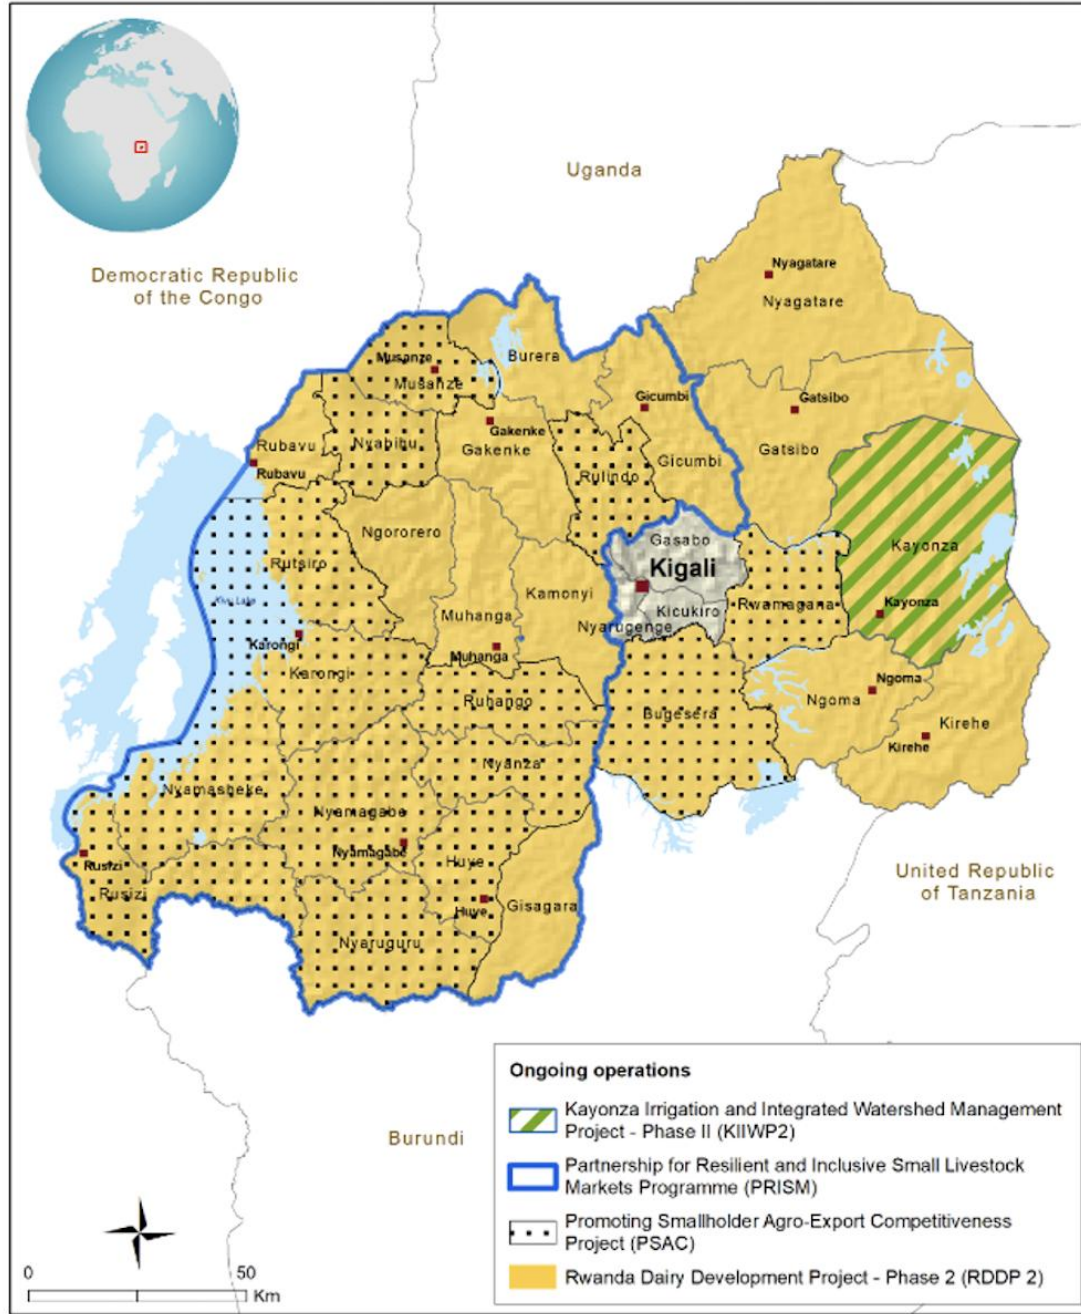 Uganda
Democratic Republic
of the Congo
Nyagatare
Nyagatare
Musanze
Musanze
Burera
Gicumbi
Gatsibo
Rubavu
Rubavu
Nyabihu
Gakenke
Gakenke
Rulindo
Gicumbi
Gatsibo
Ngororero
Rutsiro
Gasabo
Kigali
Kayonza
Kivu Lake
Kamonyi
Kicukiro
Rwamagana
Kayonza
Muhanga
Nyarugenge
Karongi
Muhanga
Karongi
Ruhango
Bugesera
Ngoma
Ngoma
Kirehe
Kirehe
Nyanza
Nyamasheke
Nyamagabe
Nyamagabe
Huye
Rusizi
Rusizi
Huye
Gisagara
Nyaruguru
United Republic
of Tanzania
Burundi
Ongoing operations
Kayonza Irrigation and Integrated Watershed Management
Project - Phase II (KIIWP2)
Partnership for Resilient and Inclusive Small Livestock
Markets Programme (PRISM)
Promoting Smallholder Agro-Export Competitiveness
Project (PSAC)
Rwanda Dairy Development Project - Phase 2 (RDDP 2)
0 50
Km